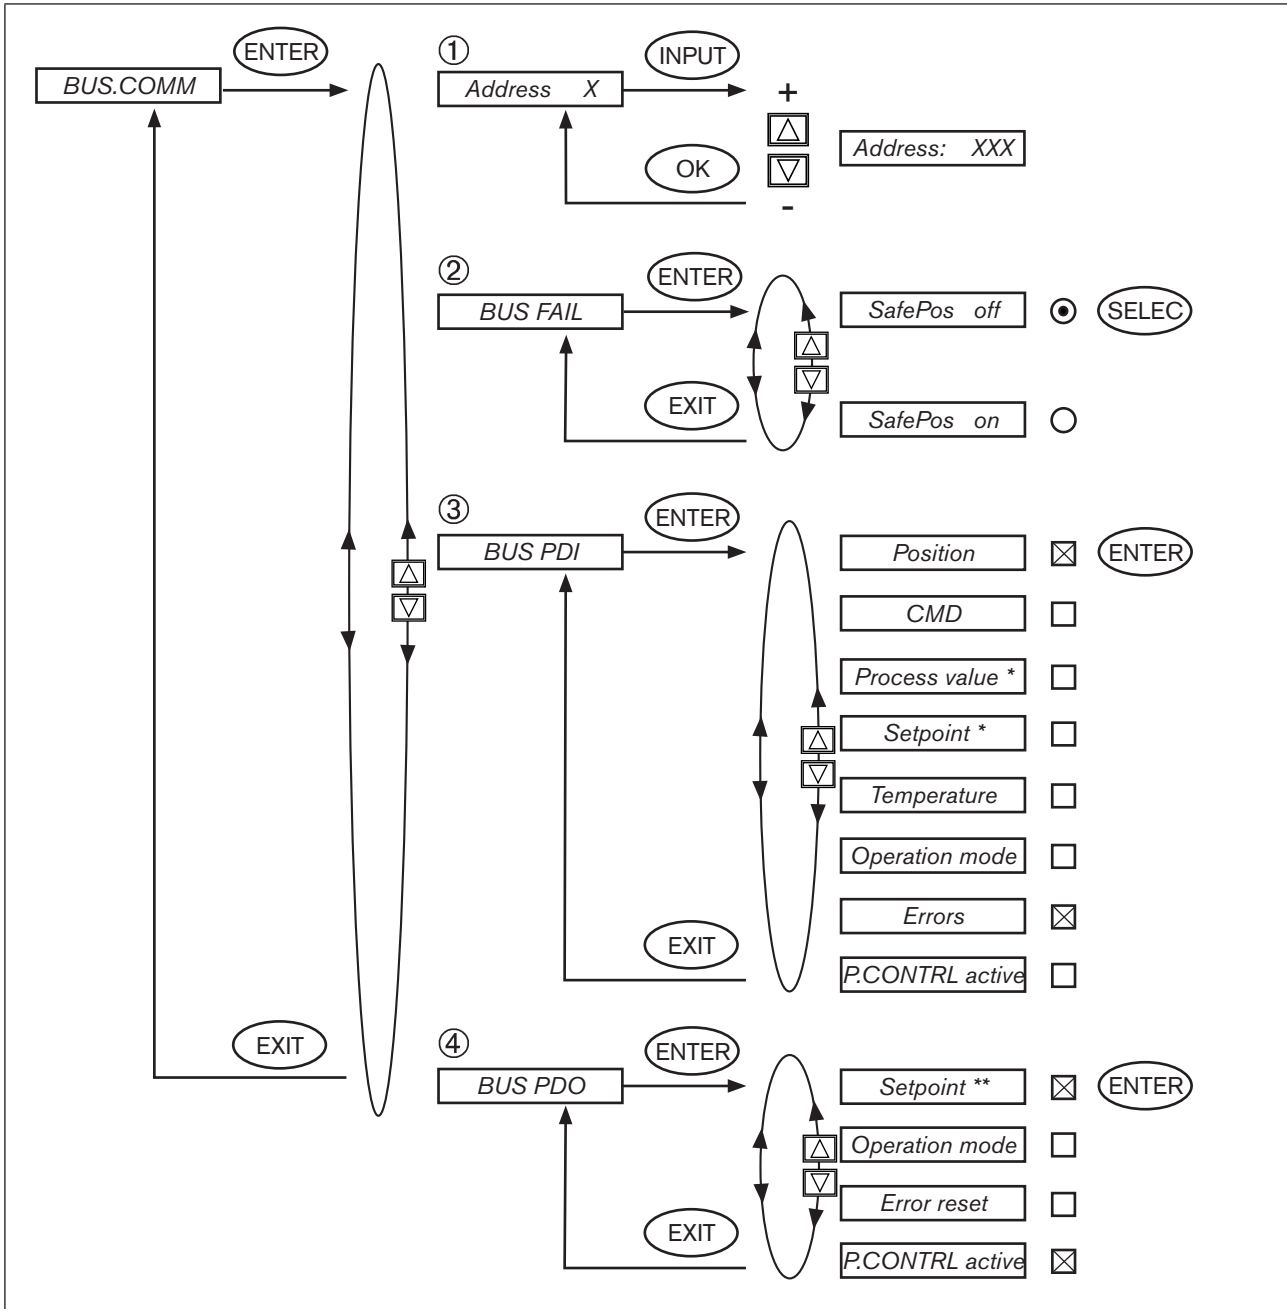 BUS.COMM
ENTER
EXIT
①
Address X
INPUT
+
-
OK
Address: XXX
②
BUS FAIL
ENTER
EXIT
SafePos off
SELEC
SafePos on
③
BUS PDI
ENTER
EXIT
Position
ENTER
CMD
Process value *
Setpoint *
Temperature
Operation mode
Errors
P.CONTRL active
④
BUS PDO
ENTER
EXIT
Setpoint **
ENTER
Operation mode
Error reset
P.CONTRL active